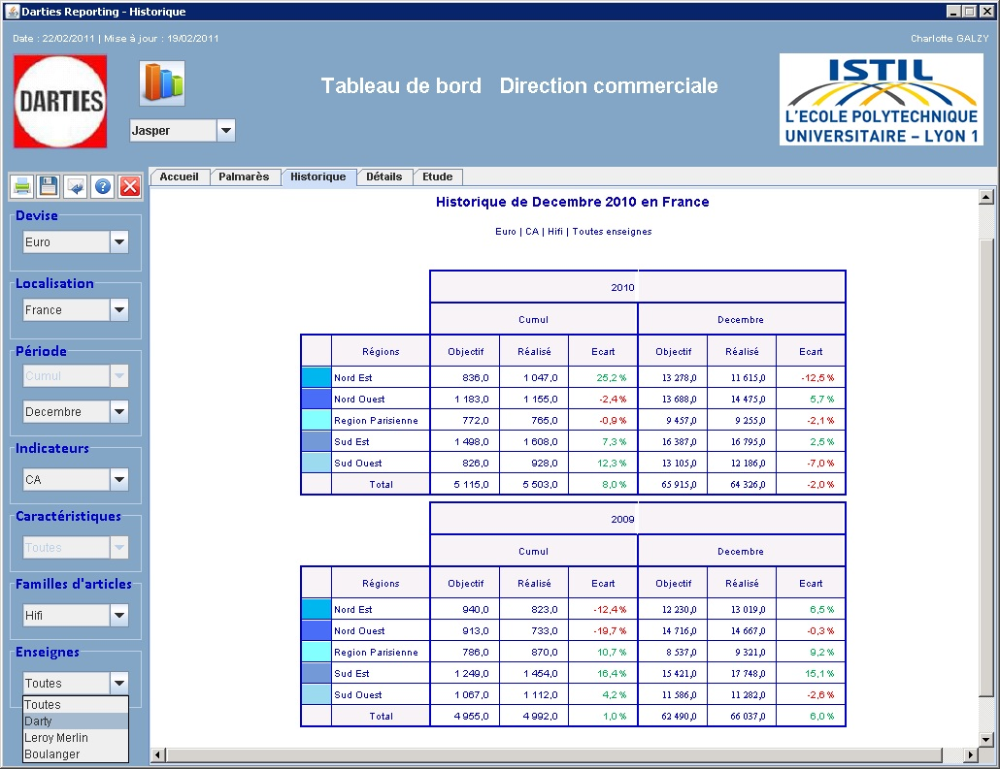 Darties Reporting - Historique
Date : 22/02/2011 | Mise à jour : 19/02/2011
Charlotte GALZY
DARTIES
Jasper
Tableau de bord Direction commerciale
ISTIL
L'ECOLE POLYTECHNIQUE
UNIVERSITAIRE – LYON 1
Accueil Palmarès Historique Détails Etude
Devise
Euro
Localisation
France
Période
Cumul
Decembre
Indicateurs
CA
Caractéristiques
Toutes
Familles d'articles
Hifi
Enseignes
Toutes
Toutes
Darty
Leroy Merlin
Boulanger
Historique de Decembre 2010 en France
Euro | CA | Hifi | Toutes enseignes
2010
Cumul Decembre
Régions Objectif Réalisé Ecart Objectif Réalisé Ecart
Nord Est 836,0 1 047,0 25,2 % 13 278,0 11 615,0 -12,5 %
Nord Ouest 1 183,0 1 155,0 -2,4 % 13 688,0 14 475,0 5,7 %
Region Parisienne 772,0 765,0 -0,9 % 9 457,0 9 255,0 -2,1 %
Sud Est 1 498,0 1 608,0 7,3 % 16 387,0 16 795,0 2,5 %
Sud Ouest 826,0 928,0 12,3 % 13 105,0 12 186,0 -7,0 %
Total 5 115,0 5 503,0 8,0 % 65 915,0 64 326,0 -2,0 %
2009
Cumul Decembre
Régions Objectif Réalisé Ecart Objectif Réalisé Ecart
Nord Est 940,0 823,0 -12,4 % 12 230,0 13 019,0 6,5 %
Nord Ouest 913,0 733,0 -19,7 % 14 716,0 14 667,0 -0,3 %
Region Parisienne 786,0 870,0 10,7 % 8 537,0 9 321,0 9,2 %
Sud Est 1 249,0 1 454,0 16,4 % 15 421,0 17 748,0 15,1 %
Sud Ouest 1 067,0 1 112,0 4,2 % 11 586,0 11 282,0 -2,6 %
Total 4 955,0 4 992,0 1,0 % 62 490,0 66 037,0 6,0 %